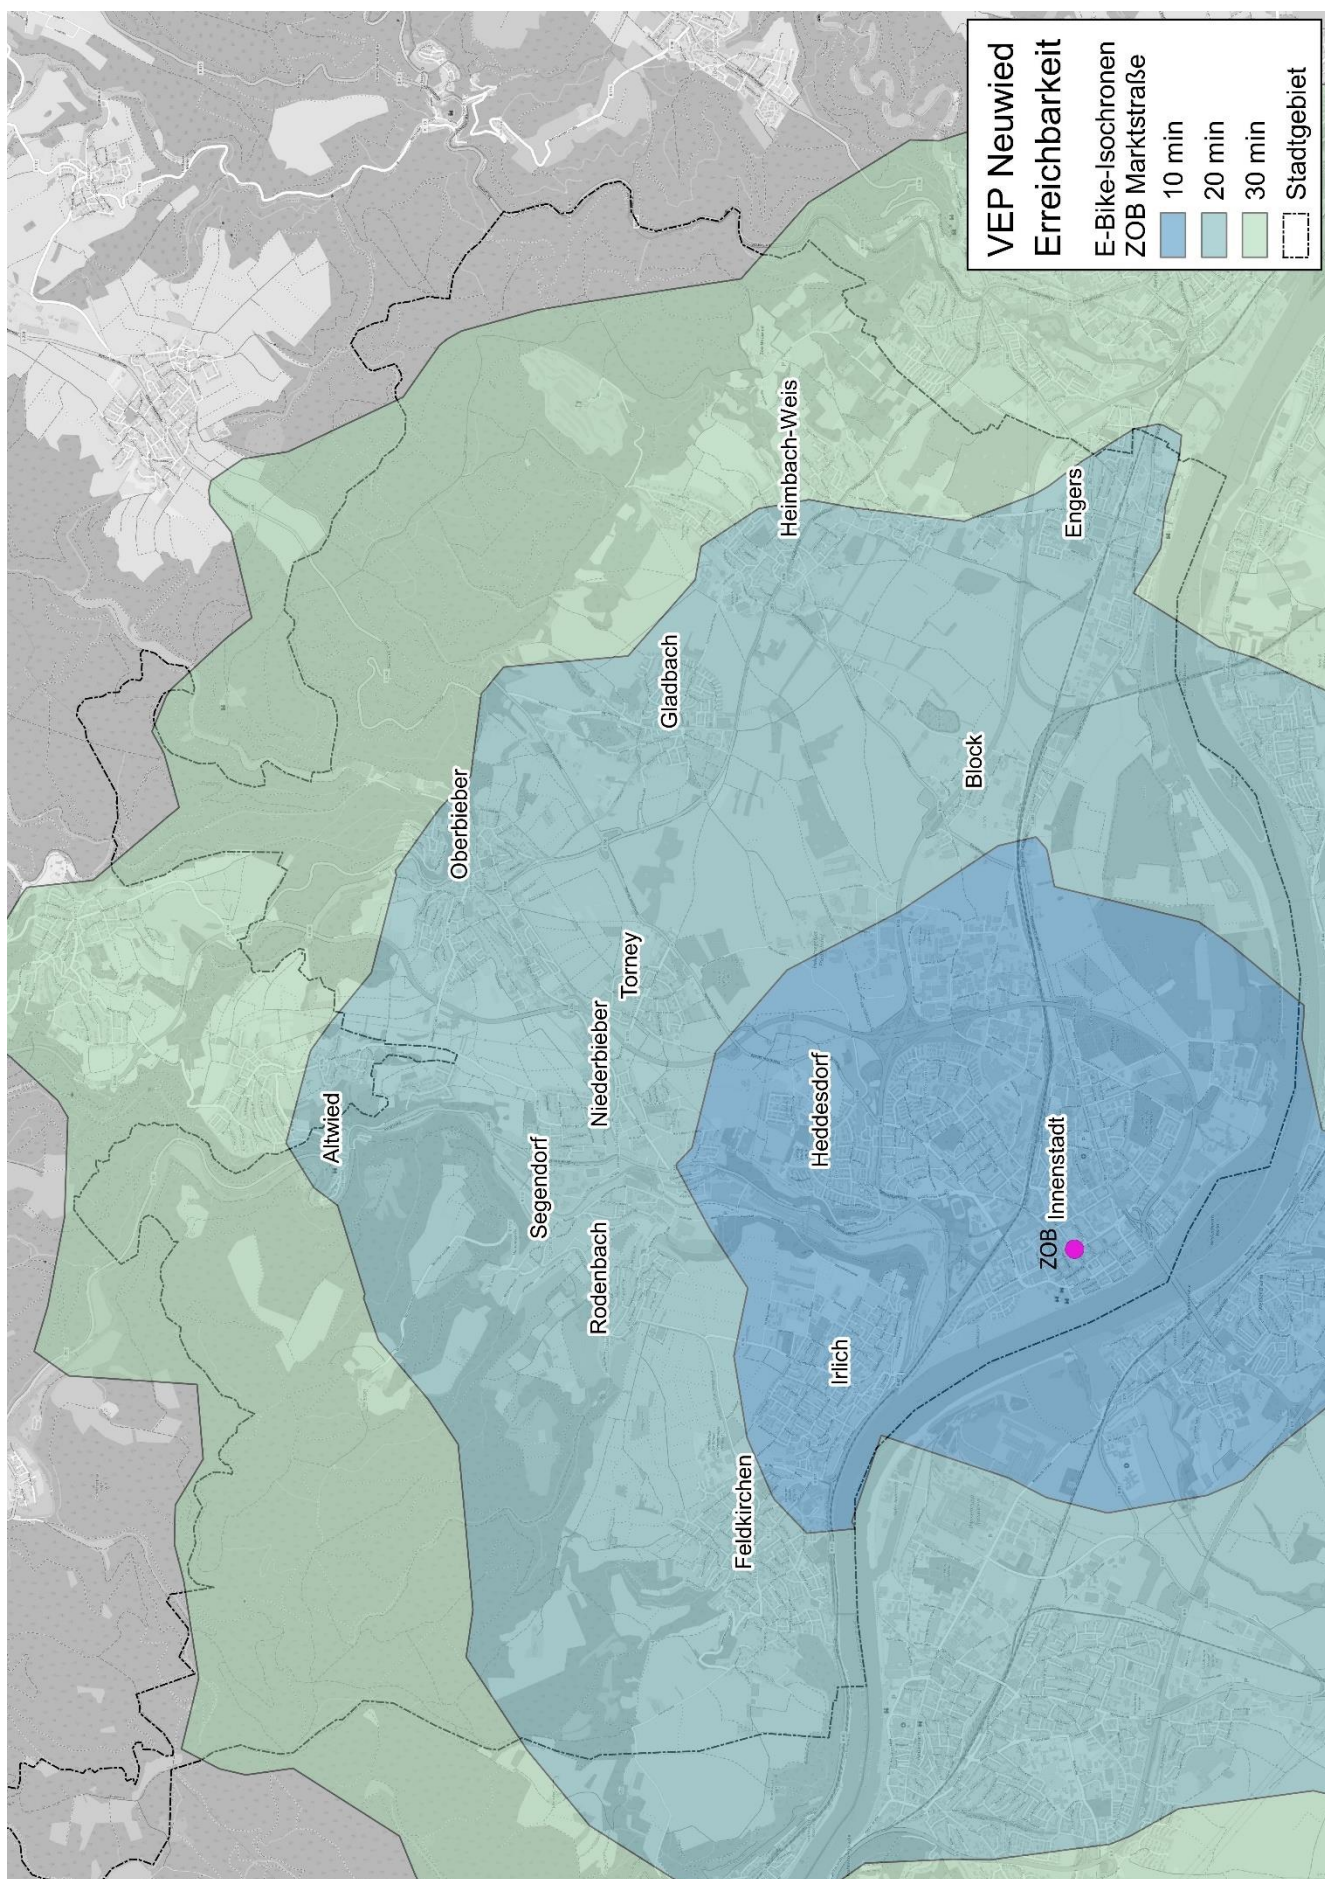 VEP Neuwied
Erreichbarkeit
E-Bike-Isochronen
ZOB Marktstraße
10 min
20 min
30 min
Stadtgebiet
Altwied
Oberbieber
Segendorf
Niederbieber
Rodenbach
Torney
Gladbach
Feldkirchen
Heimbach-Weis
Heddesdorf
Irlich
Block
ZOB
Innenstadt
Engers